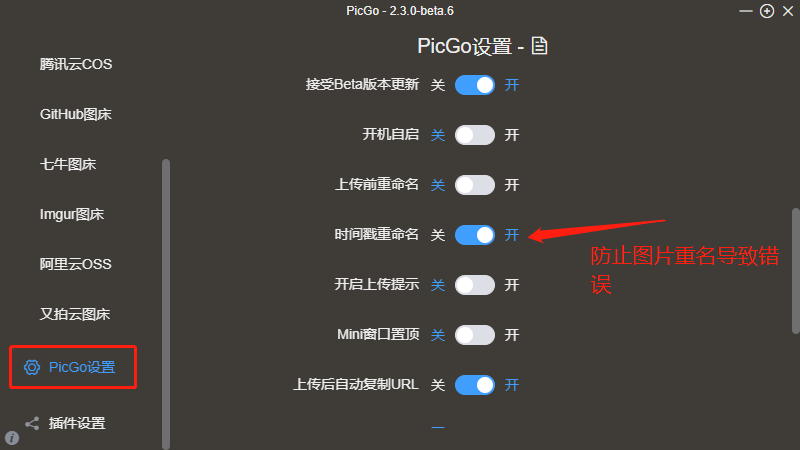 PicGo - 2.3.0-beta.6
腾讯云COS
GitHub图床
七牛图床
Imgur图床
阿里云OSS
又拍云图床
PicGo设置
插件设置
PicGo设置 -
接受Beta版本更新 关 开
开机自启 关 开
上传前重命名 关 开
时间戳重命名 关 开
开启上传提示 关 开
Mini窗口置顶 关 开
上传后自动复制URL 关 开
防止图片重名导致错
误